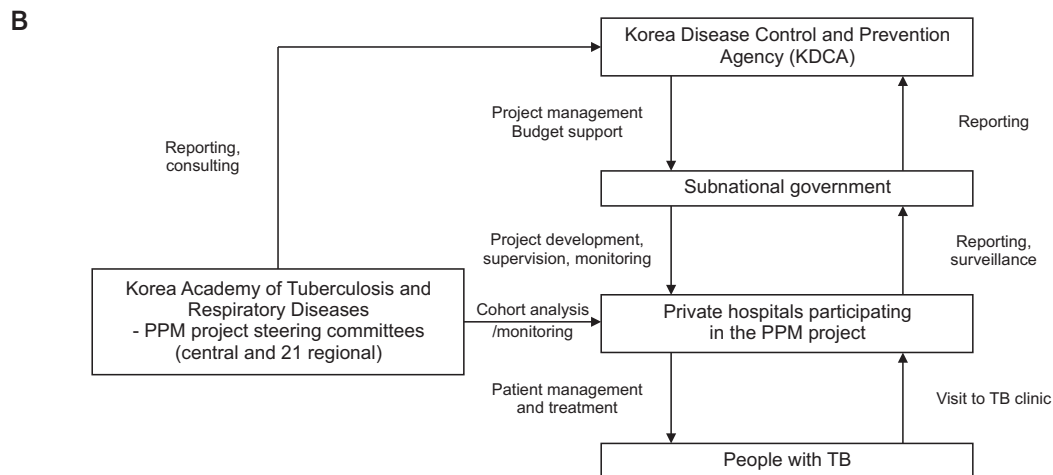 B
Korea Disease Control and Prevention
Agency (KDCA)
Project management
Budget support
Reporting
Reporting,
consulting
Subnational government
Project development,
supervision, monitoring
Reporting,
surveillance
Korea Academy of Tuberculosis and
Respiratory Diseases
- PPM project steering committees
(central and 21 regional)
Cohort analysis
/monitoring
Private hospitals participating
in the PPM project
Patient management
and treatment
Visit to TB clinic
People with TB